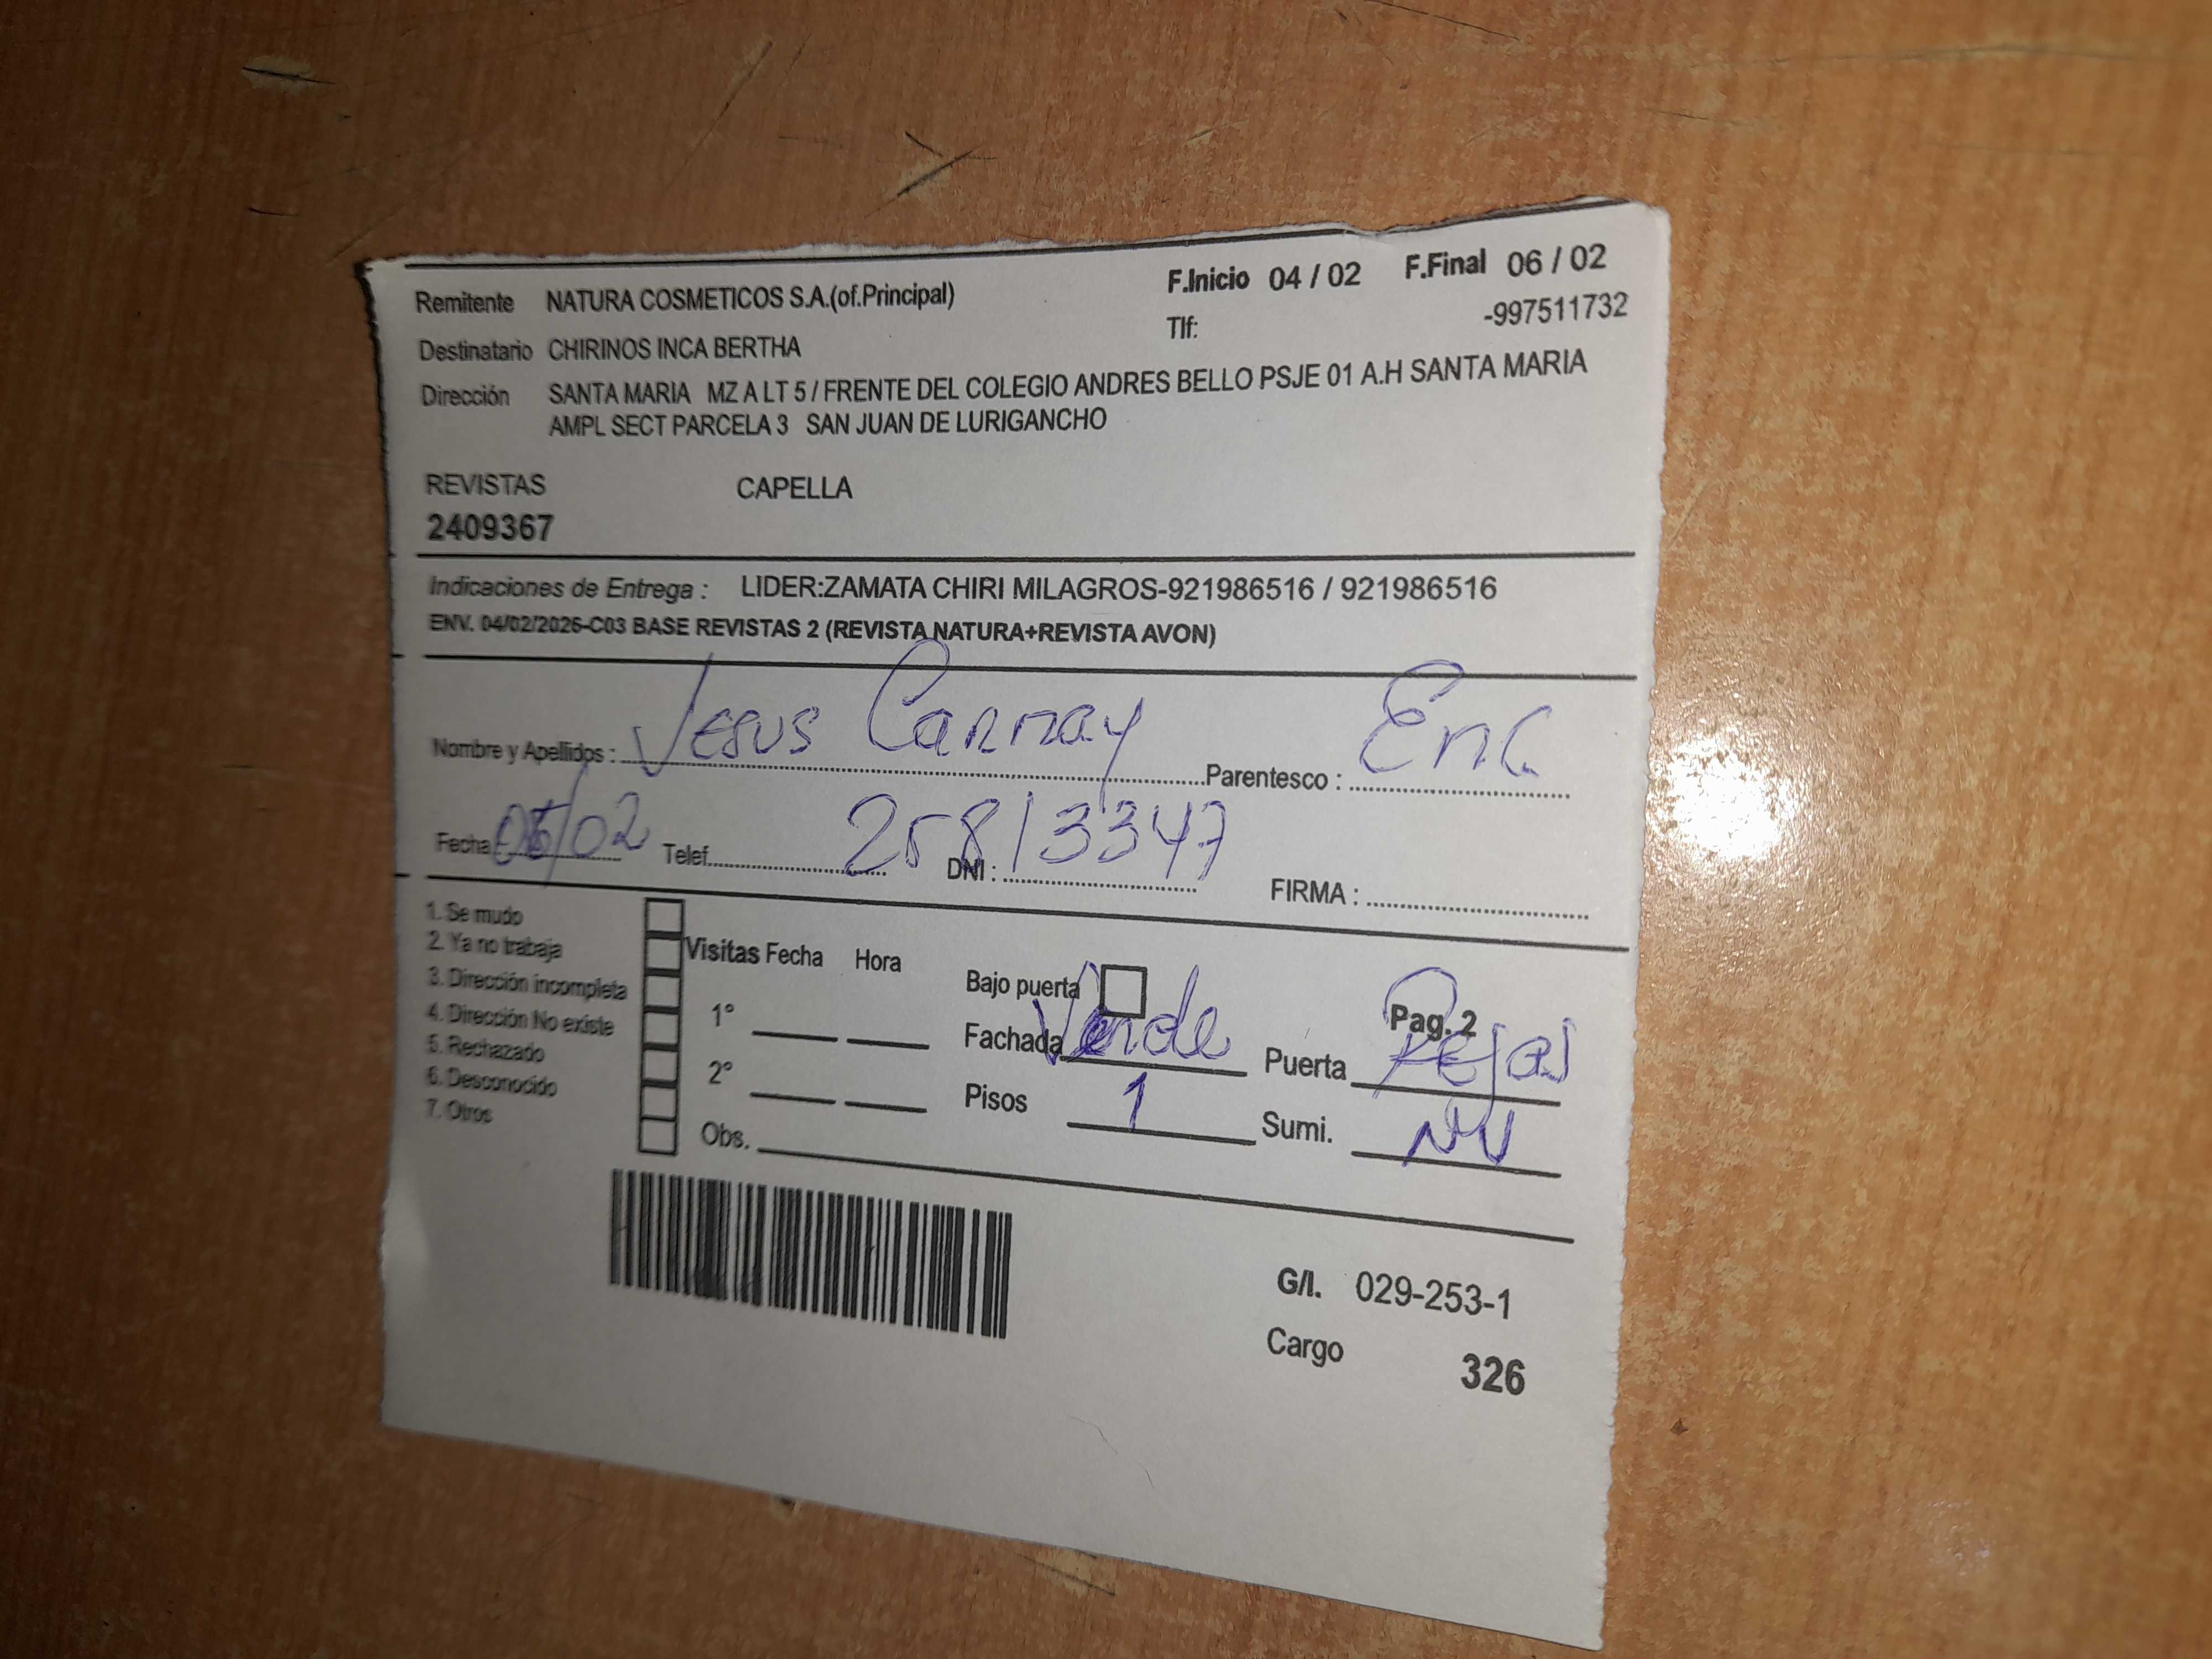 Remitente NATURA COSMETICOS S.A.(of.Principal) F.Inicio 04 / 02 F.Final 06 / 02
Tlf: -997511732
Destinatario CHIRINOS INCA BERTHA
Dirección SANTA MARIA MZ A LT 5 / FRENTE DEL COLEGIO ANDRES BELLO PSJE 01 A.H SANTA MARIA
AMPL SECT PARCELA 3 SAN JUAN DE LURIGANCHO
REVISTAS CAPELLA
2409367
Indicaciones de Entrega : LIDER:ZAMATA CHIRI MILAGROS-921986516 / 921986516
ENV. 04/02/2025-C03 BASE REVISTAS 2 (REVISTA NATURA+REVISTA AVON)
Nombre y Apellidos : Jesus Parentesco : Enc
Fecha /02 Telef. DNI : 25813347 FIRMA :
1. Se mudo
2. Ya no trabaja
3. Dirección incompleta
4. Dirección No existe
5. Rechazado
6. Desconocido
7. Otros
Visitas Fecha Hora
1°
2°
Obs.
Bajo puerta Pag. 2
Fachada Verde Puerta Rejas
Pisos 1 Sumi.
G/I. 029-253-1
Cargo 326